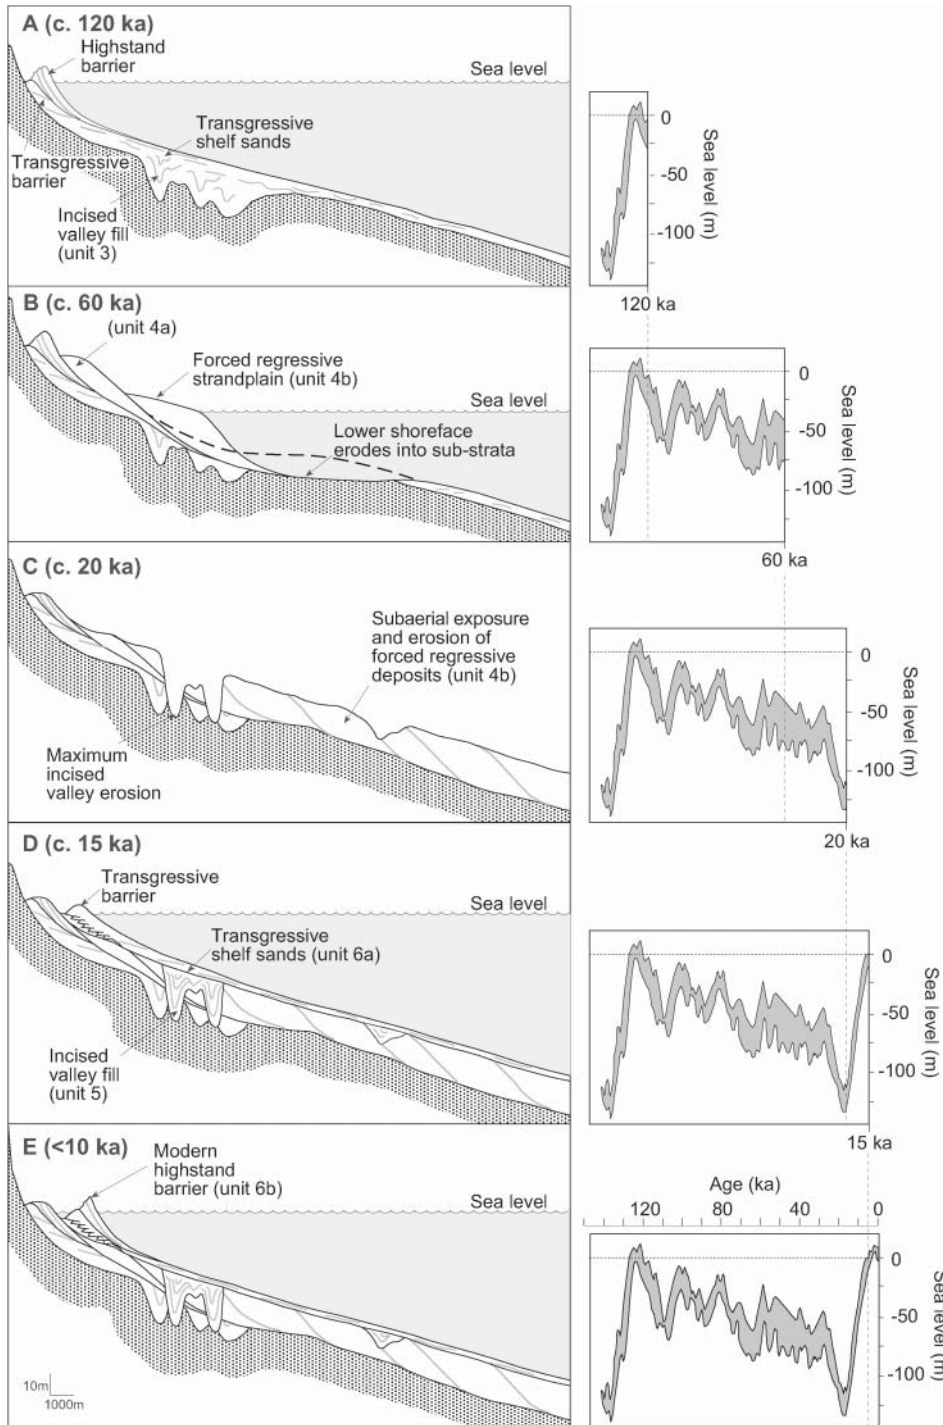 A (c. 120 ka)
Highstand
barrier
Sea level
Transgressive
shelf sands
Transgressive
barrier
Incised
valley fill
(unit 3)
0
-50
-100
Sea level (m)
120 ka
B (c. 60 ka)
(unit 4a)
Forced regressive
strandplain (unit 4b)
Sea level
Lower shoreface
erodes into sub-strata
0
-50
-100
Sea level (m)
60 ka
C (c. 20 ka)
Subaerial exposure
and erosion of
forced regressive
deposits (unit 4b)
Maximum
incised
valley erosion
0
-50
-100
Sea level (m)
20 ka
D (c. 15 ka)
Transgressive
barrier
Sea level
Transgressive
shelf sands (unit 6a)
Incised
valley fill
(unit 5)
0
-50
-100
Sea level (m)
15 ka
E (<10 ka)
Modern
highstand
barrier (unit 6b)
Sea level
10m
1000m
Age (ka)
120 80 40 0
0
-50
-100
Sea level (m)